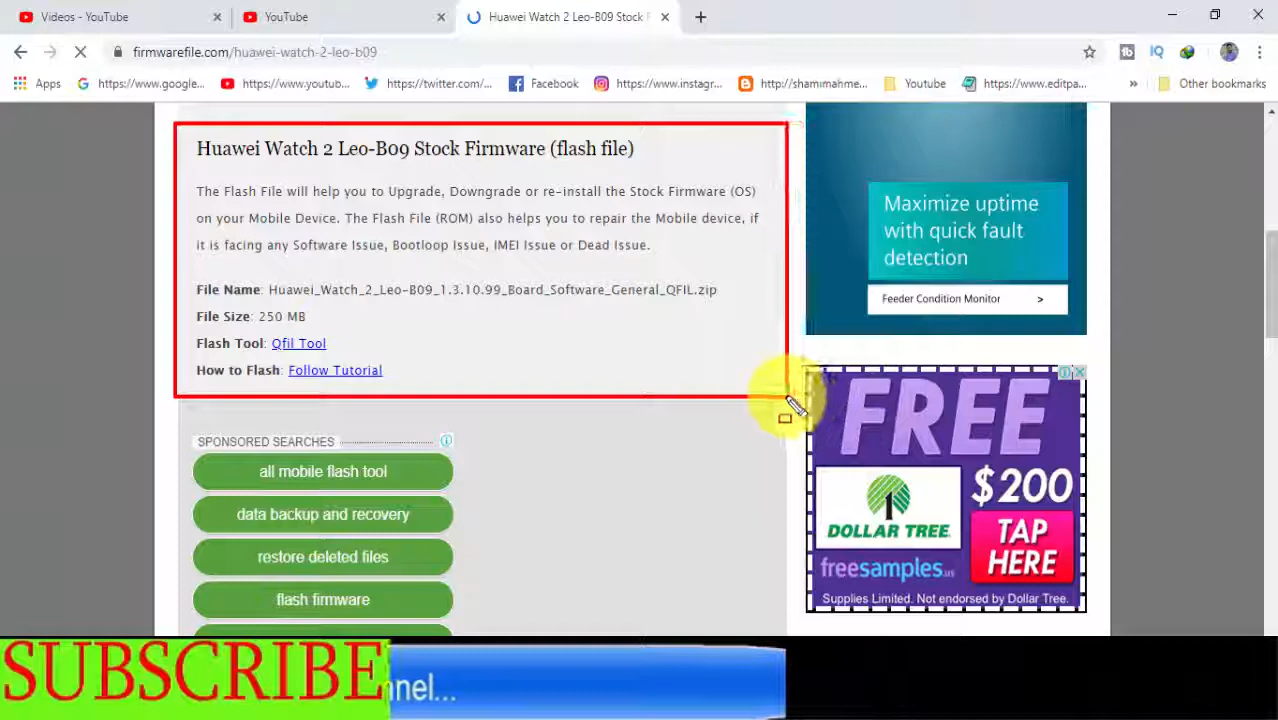 Videos - YouTube
YouTube
Huawei Watch 2 Leo-B09 Stock F
firmwarefile.com/huawei-watch-2-leo-b09
Apps
https://www.google...
https://www.youtub...
https://twitter.com/...
Facebook
https://www.instagr...
http://shamimahme...
Youtube
https://www.editpa...
Other bookmarks
Huawei Watch 2 Leo-B09 Stock Firmware (flash file)
The Flash File will help you to Upgrade, Downgrade or re-install the Stock Firmware (OS)
on your Mobile Device. The Flash File (ROM) also helps you to repair the Mobile device, if
it is facing any Software Issue, Bootloop Issue, IMEI Issue or Dead Issue.
File Name: Huawei_Watch_2_Leo-B09_1.3.10.99_Board_Software_General_QFIL.zip
File Size: 250 MB
Flash Tool: Qfil Tool
How to Flash: Follow Tutorial
SPONSORED SEARCHES
all mobile flash tool
data backup and recovery
restore deleted files
flash firmware
Maximize uptime
with quick fault
detection
Feeder Condition Monitor >
FREE
$200
DOLLAR TREE
TAP
HERE
freesamples.us
Supplies Limited. Not endorsed by Dollar Tree.
SUBSCRIBE
nnel...